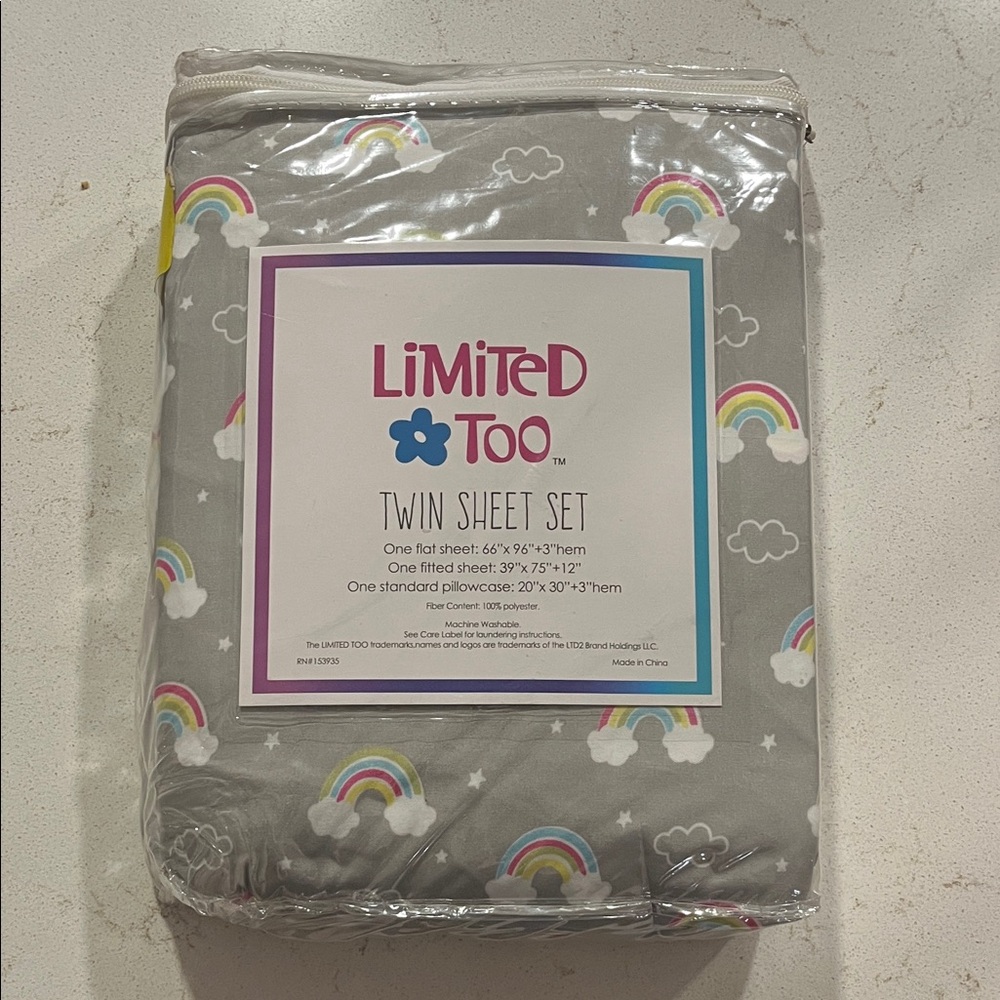 LiMiTeD
TOO™
TWIN SHEET SET
One flat sheet: 66"x 96"+3"hem
One fitted sheet: 39"x 75"+12"
One standard pillowcase: 20"x 30"+3"hem
Fiber Content: 100% polyester.
Machine Washable.
See Care Label for laundering instructions.
The LIMITED TOO trademarks,names and logos are trademarks of the LTD2 Brand Holdings LLC.
RN#153935 Made in China